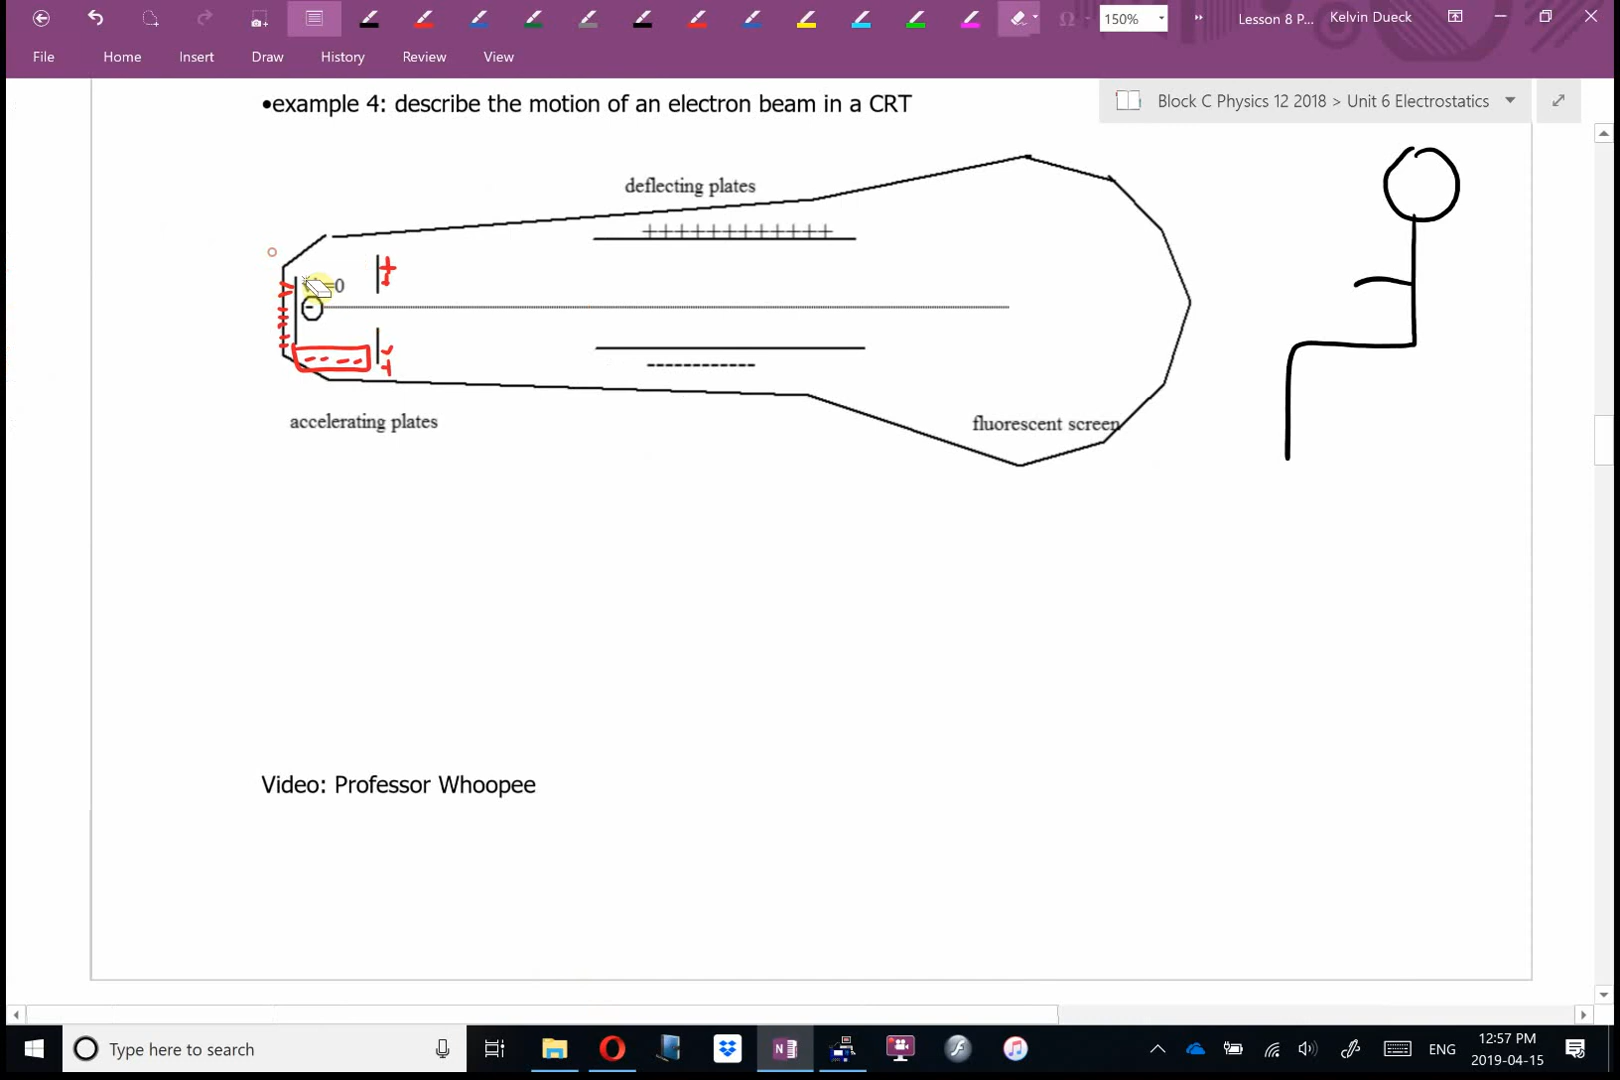 150%
Lesson 8 P...
Kelvin Dueck
File
Home
Insert
Draw
History
Review
View
•example 4: describe the motion of an electron beam in a CRT
Block C Physics 12 2018 > Unit 6 Electrostatics
deflecting plates
+++++++++++++
=0
accelerating plates
------------
fluorescent screen
Video: Professor Whoopee
Type here to search
ENG
12:57 PM
2019-04-15